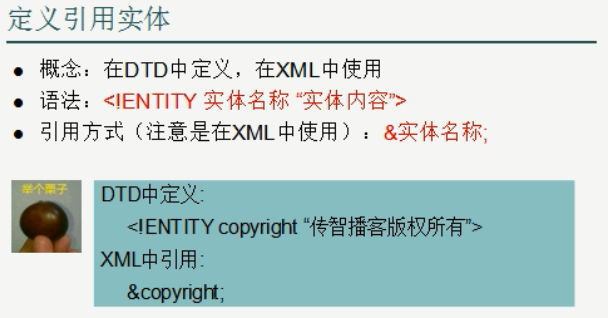 定义引用实体
● 概念：在DTD中定义，在XML中使用
● 语法：<!ENTITY 实体名称 “实体内容”>
● 引用方式（注意是在XML中使用）：&实体名称;
举个栗子
DTD中定义:
<!ENTITY copyright “传智播客版权所有”>
XML中引用:
&copyright;